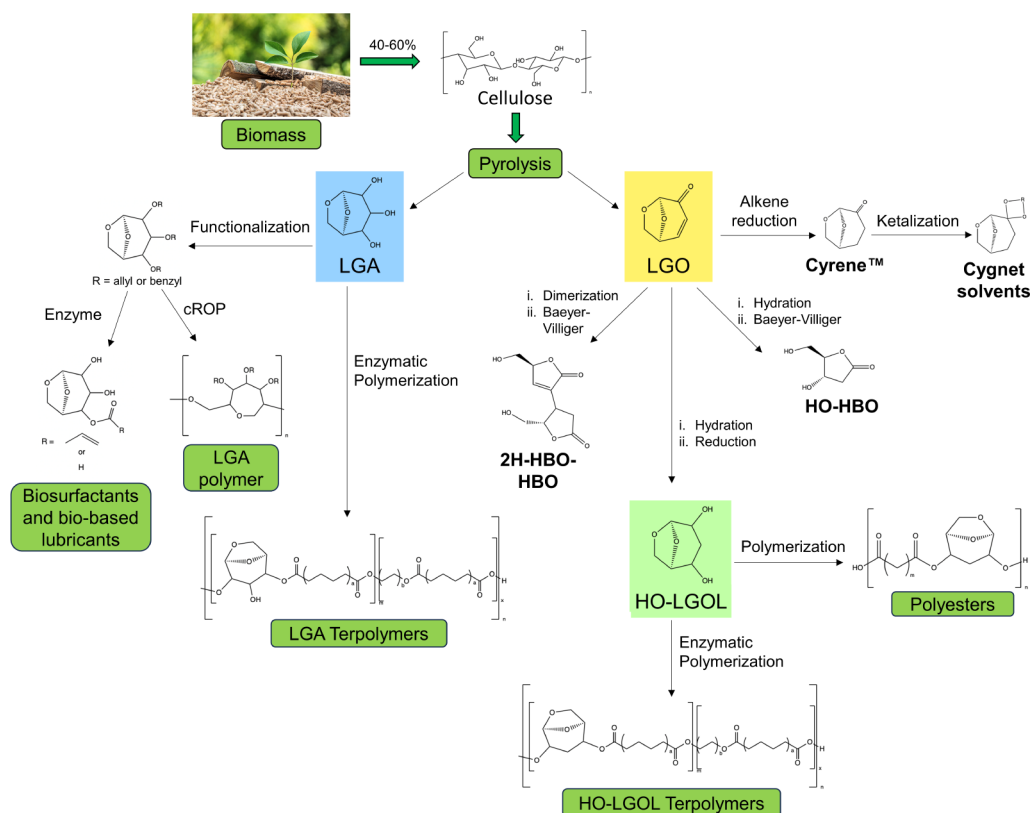 40-60%
Cellulose
Biomass
Pyrolysis
Functionalization
LGA
LGO
Alkene
reduction
Cyrene™
Ketalization
Cygnet
solvents
R = allyl or benzyl
Enzyme
cROP
Enzymatic
Polymerization
i. Dimerization
ii. Baeyer-
Villiger
i. Hydration
ii. Baeyer-Villiger
HO-HBO
2H-HBO-
HBO
i. Hydration
ii. Reduction
R =
or
H
LGA
polymer
Biosurfactants
and bio-based
lubricants
LGA Terpolymers
HO-LGOL
Polymerization
Polyesters
Enzymatic
Polymerization
HO-LGOL Terpolymers